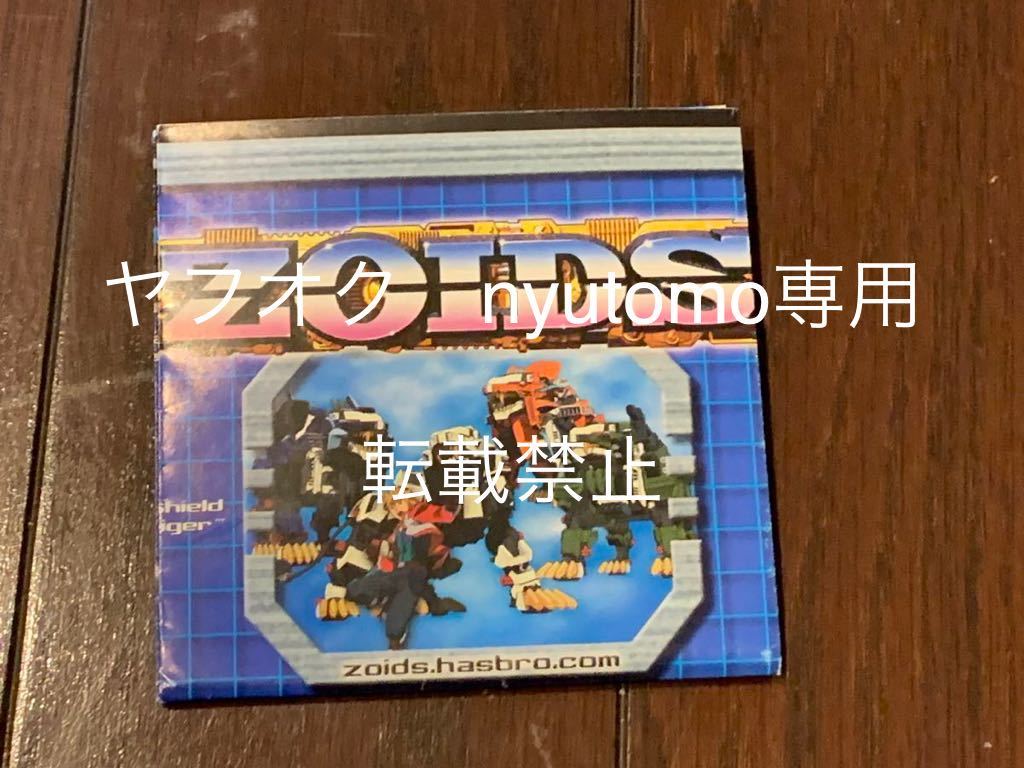 ZOIDS
ヤフオク nyutomo専用
転載禁止
shield
iger™
zoids.hasbro.com